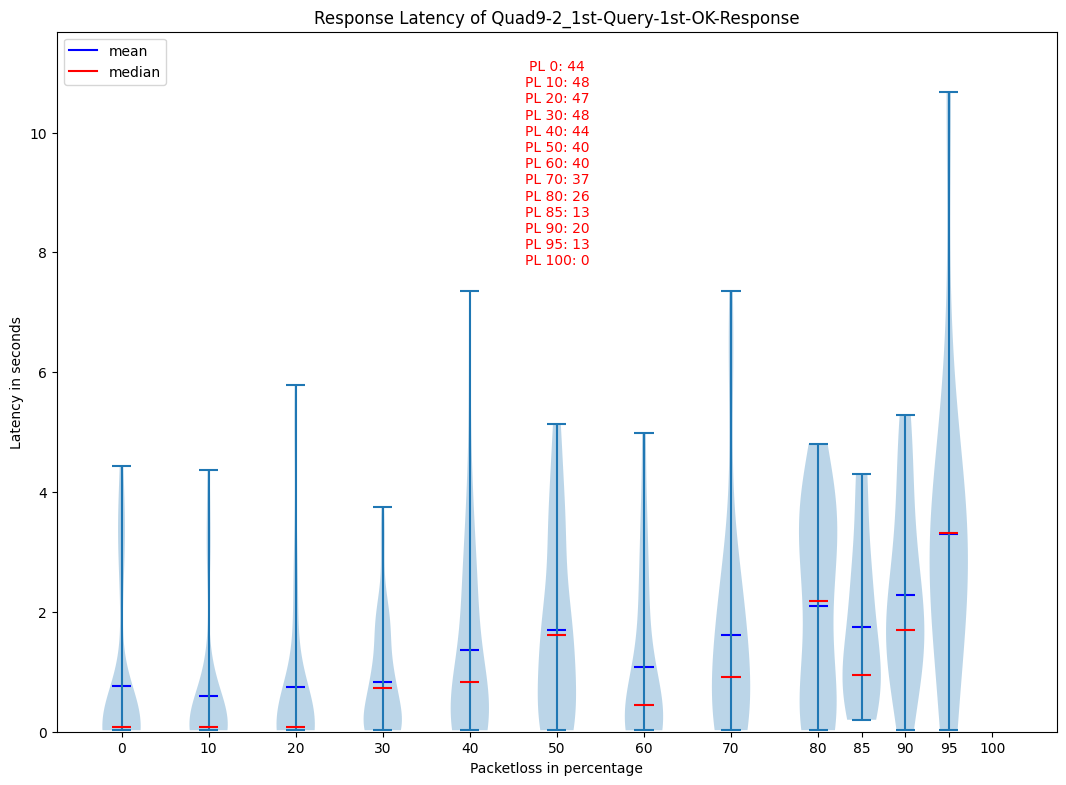 Response Latency of Quad9-2_1st-Query-1st-OK-Response
mean
median
PL 0: 44
PL 10: 48
PL 20: 47
PL 30: 48
PL 40: 44
PL 50: 40
PL 60: 40
PL 70: 37
PL 80: 26
PL 85: 13
PL 90: 20
PL 95: 13
PL 100: 0
Latency in seconds
10
8
6
4
2
0
0 10 20 30 40 50 60 70 80 85 90 95 100
Packetloss in percentage